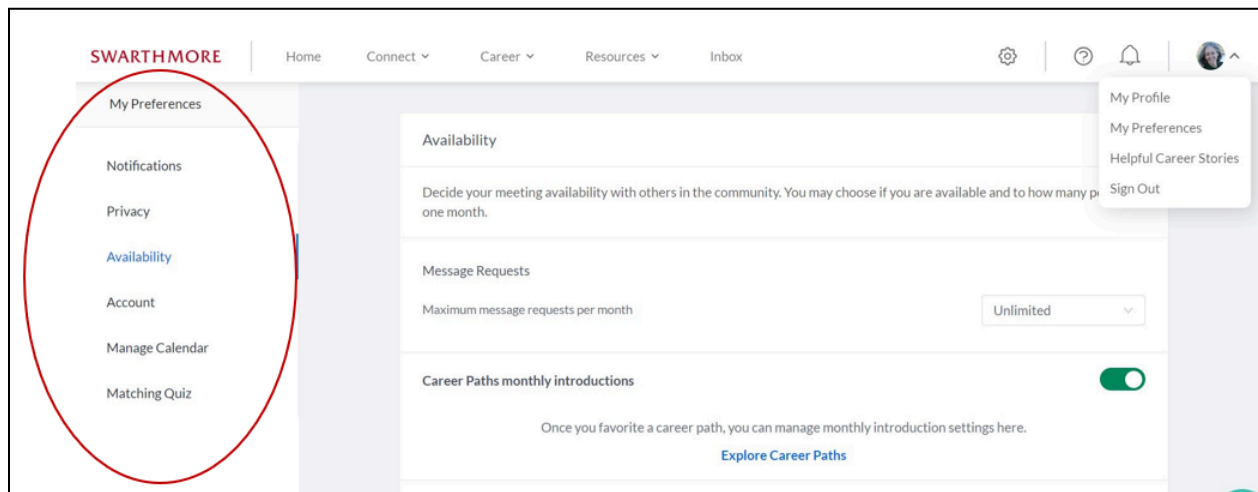 SWARTHMORE
Home
Connect
Career
Resources
Inbox
My Profile
My Preferences
Helpful Career Stories
Sign Out
My Preferences
Notifications
Privacy
Availability
Account
Manage Calendar
Matching Quiz
Availability
Decide your meeting availability with others in the community. You may choose if you are available and to how many
one month.
Message Requests
Maximum message requests per month
Unlimited
Career Paths monthly introductions
Once you favorite a career path, you can manage monthly introduction settings here.
Explore Career Paths